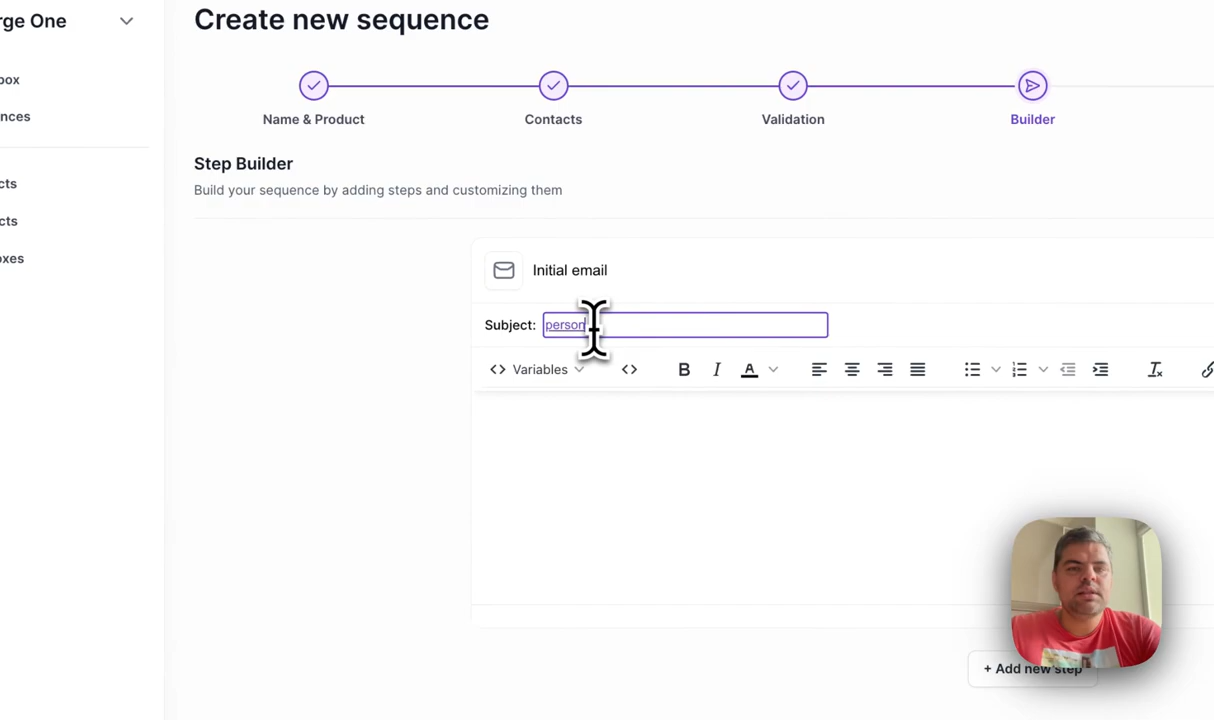 rge One
box
nces
cts
cts
oxes
Create new sequence
Name & Product
Contacts
Validation
Builder
Step Builder
Build your sequence by adding steps and customizing them
Initial email
Subject: person
<> Variables <> B I A
+ Add new step